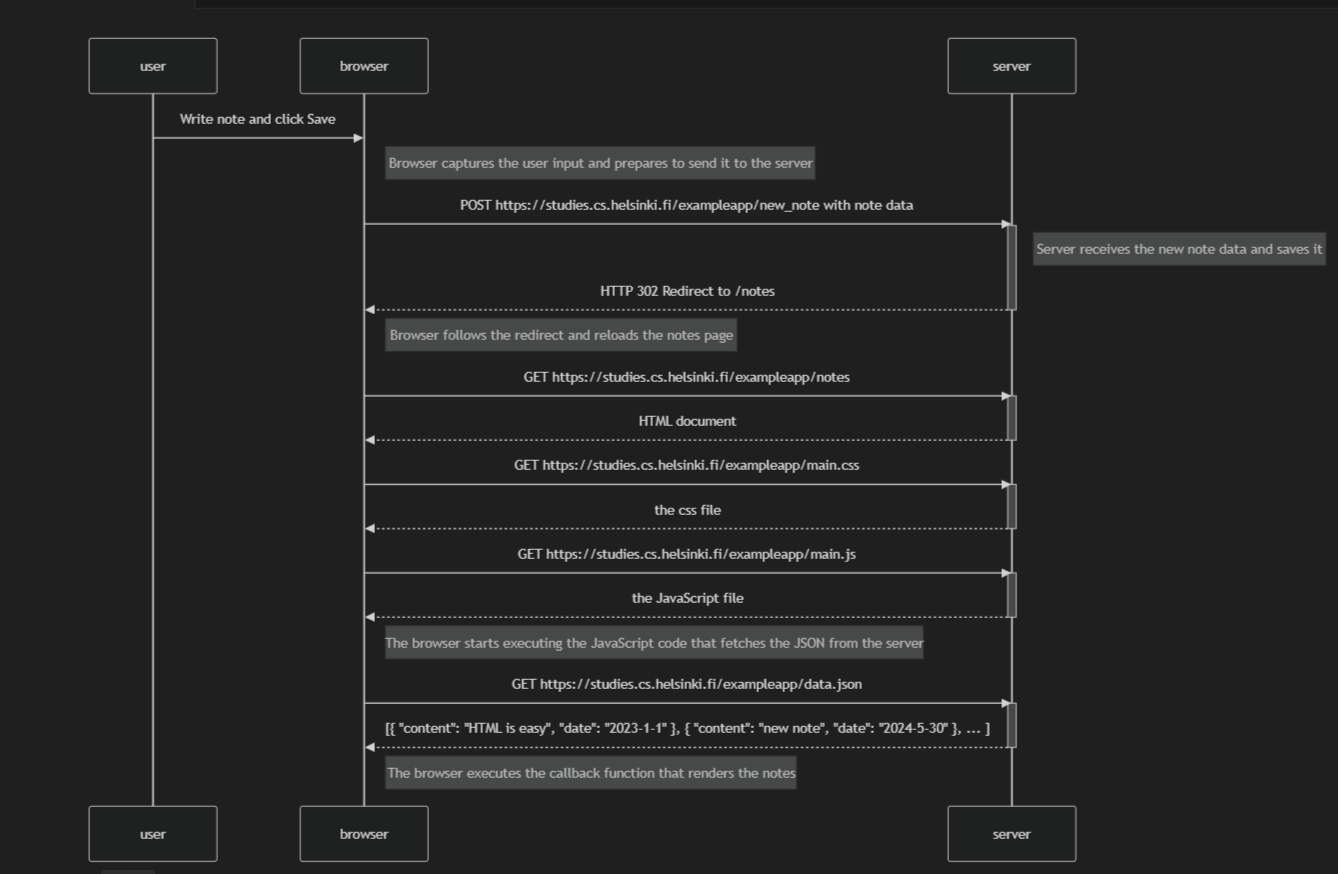 user
browser
server
Write note and click Save
Browser captures the user input and prepares to send it to the server
POST https://studies.cs.helsinki.fi/exampleapp/new_note with note data
Server receives the new note data and saves it
HTTP 302 Redirect to /notes
Browser follows the redirect and reloads the notes page
GET https://studies.cs.helsinki.fi/exampleapp/notes
HTML document
GET https://studies.cs.helsinki.fi/exampleapp/main.css
the css file
GET https://studies.cs.helsinki.fi/exampleapp/main.js
the JavaScript file
The browser starts executing the JavaScript code that fetches the JSON from the server
GET https://studies.cs.helsinki.fi/exampleapp/data.json
[{ "content": "HTML is easy", "date": "2023-1-1" }, { "content": "new note", "date": "2024-5-30" }, ... ]
The browser executes the callback function that renders the notes
user
browser
server